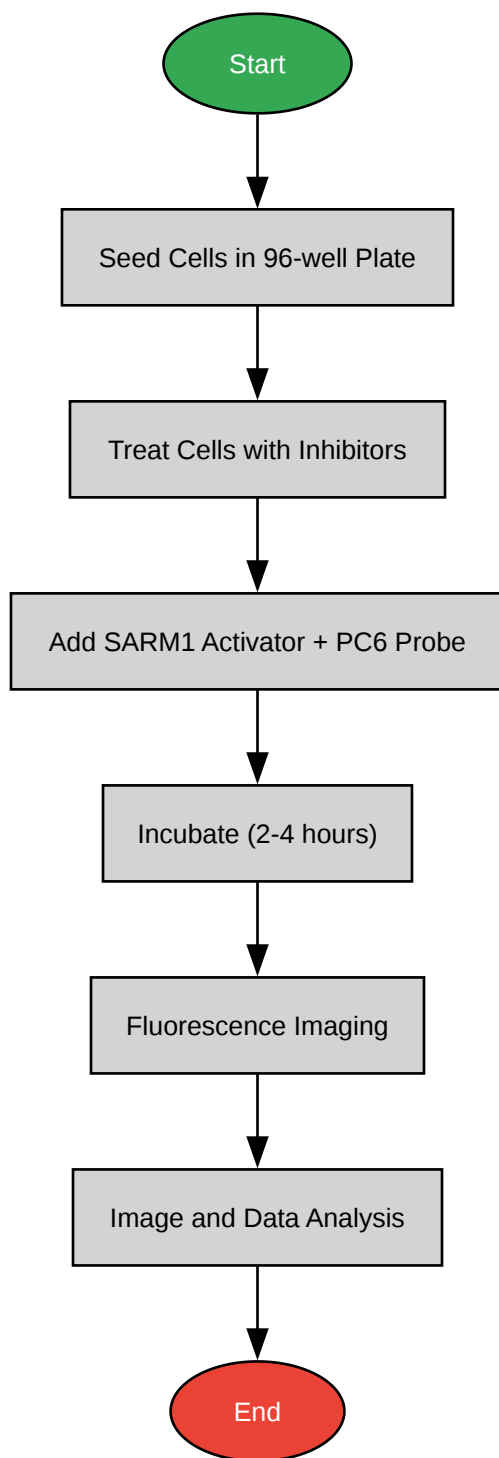 Start
Seed Cells in 96-well Plate
Treat Cells with Inhibitors
Add SARM1 Activator + PC6 Probe
Incubate (2-4 hours)
Fluorescence Imaging
Image and Data Analysis
End